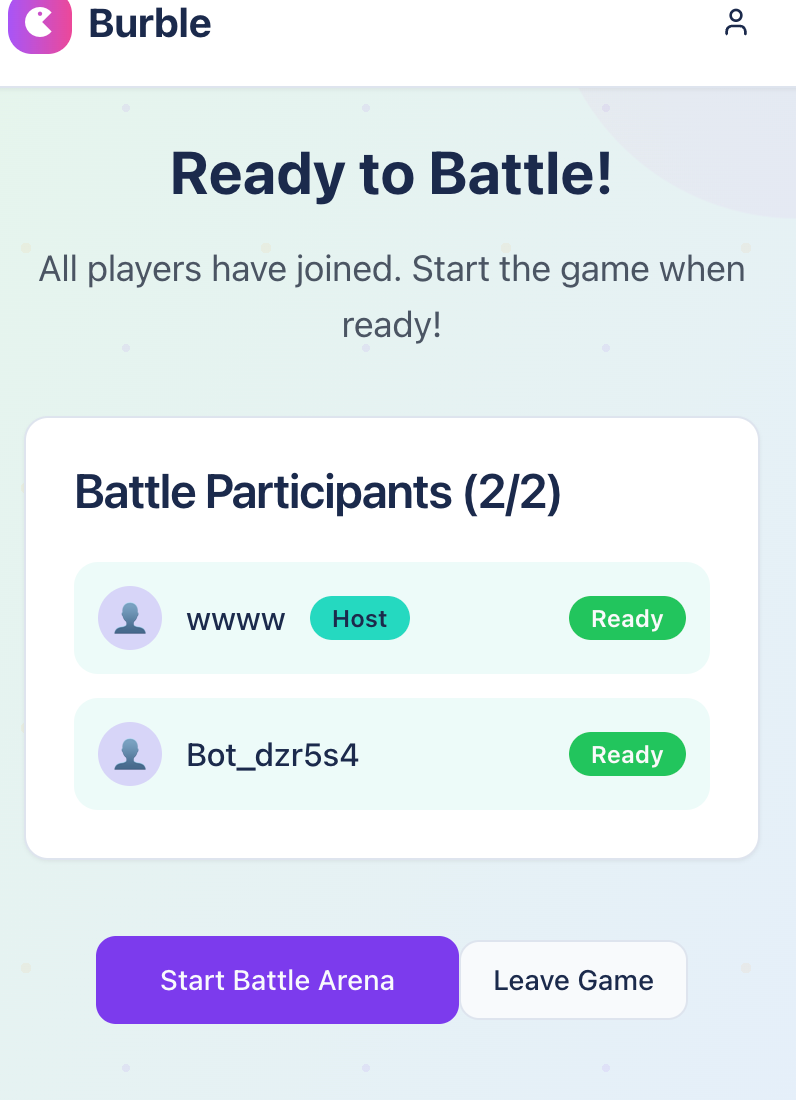 Burble
Ready to Battle!
All players have joined. Start the game when
ready!
Battle Participants (2/2)
wwww Host Ready
Bot_dzr5s4 Ready
Start Battle Arena Leave Game